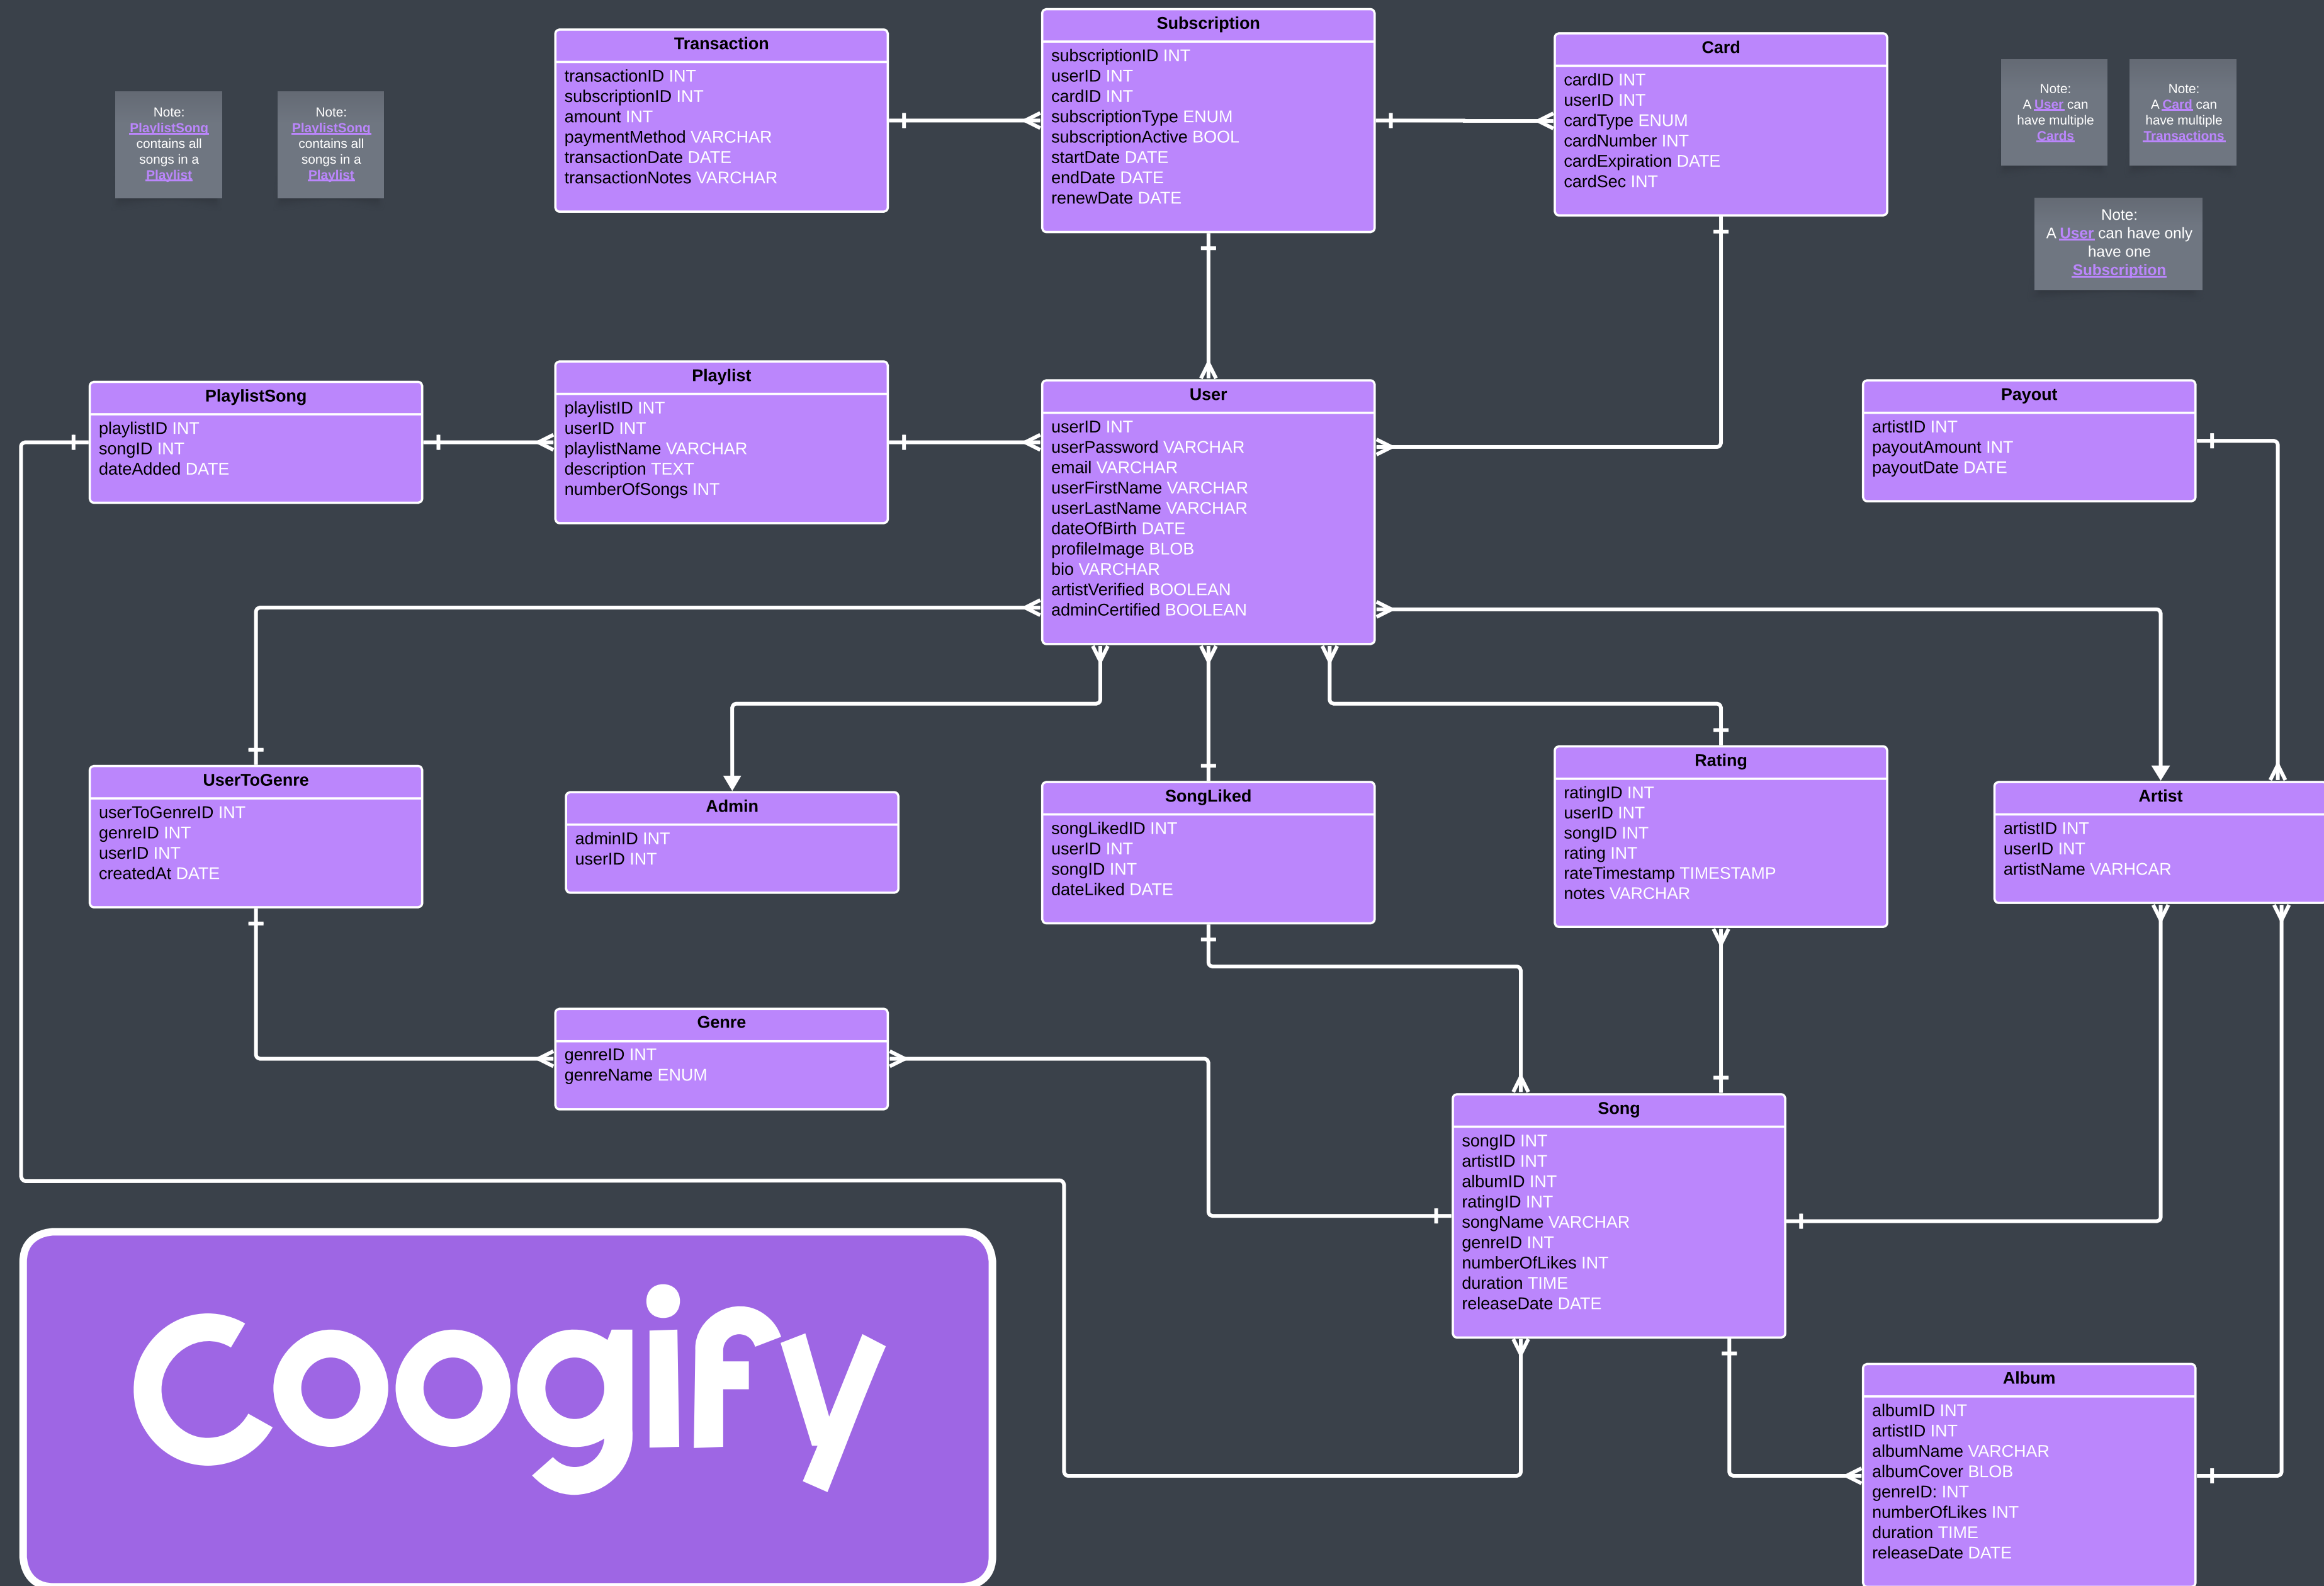 Transaction
transactionID INT
subscriptionID INT
amount INT
paymentMethod VARCHAR
transactionDate DATE
transactionNotes VARCHAR
Subscription
subscriptionID INT
userID INT
cardID INT
subscriptionType ENUM
subscriptionActive BOOL
startDate DATE
endDate DATE
renewDate DATE
Card
cardID INT
userID INT
cardType ENUM
cardNumber INT
cardExpiration DATE
cardSec INT
Note:
PlaylistSong
contains all
songs in a
Playlist
Note:
PlaylistSong
contains all
songs in a
Playlist
Note:
A User can
have multiple
Cards
Note:
A Card can
have multiple
Transactions
Note:
A User can have only
have one
Subscription
PlaylistSong
playlistID INT
songID INT
dateAdded DATE
Playlist
playlistID INT
userID INT
playlistName VARCHAR
description TEXT
numberOfSongs INT
User
userID INT
userPassword VARCHAR
email VARCHAR
userFirstName VARCHAR
userLastName VARCHAR
dateOfBirth DATE
profileImage BLOB
bio VARCHAR
artistVerified BOOLEAN
adminCertified BOOLEAN
Payout
artistID INT
payoutAmount INT
payoutDate DATE
UserToGenre
userToGenreID INT
genreID INT
userID INT
createdAt DATE
Admin
adminID INT
userID INT
SongLiked
songLikedID INT
userID INT
songID INT
dateLiked DATE
Rating
ratingID INT
userID INT
songID INT
rating INT
rateTimestamp TIMESTAMP
notes VARCHAR
Artist
artistID INT
userID INT
artistName VARHCAR
Genre
genreID INT
genreName ENUM
Song
songID INT
artistID INT
albumID INT
ratingID INT
songName VARCHAR
genreID INT
numberOfLikes INT
duration TIME
releaseDate DATE
Album
albumID INT
artistID INT
albumName VARCHAR
albumCover BLOB
genreID: INT
numberOfLikes INT
duration TIME
releaseDate DATE
Coogify